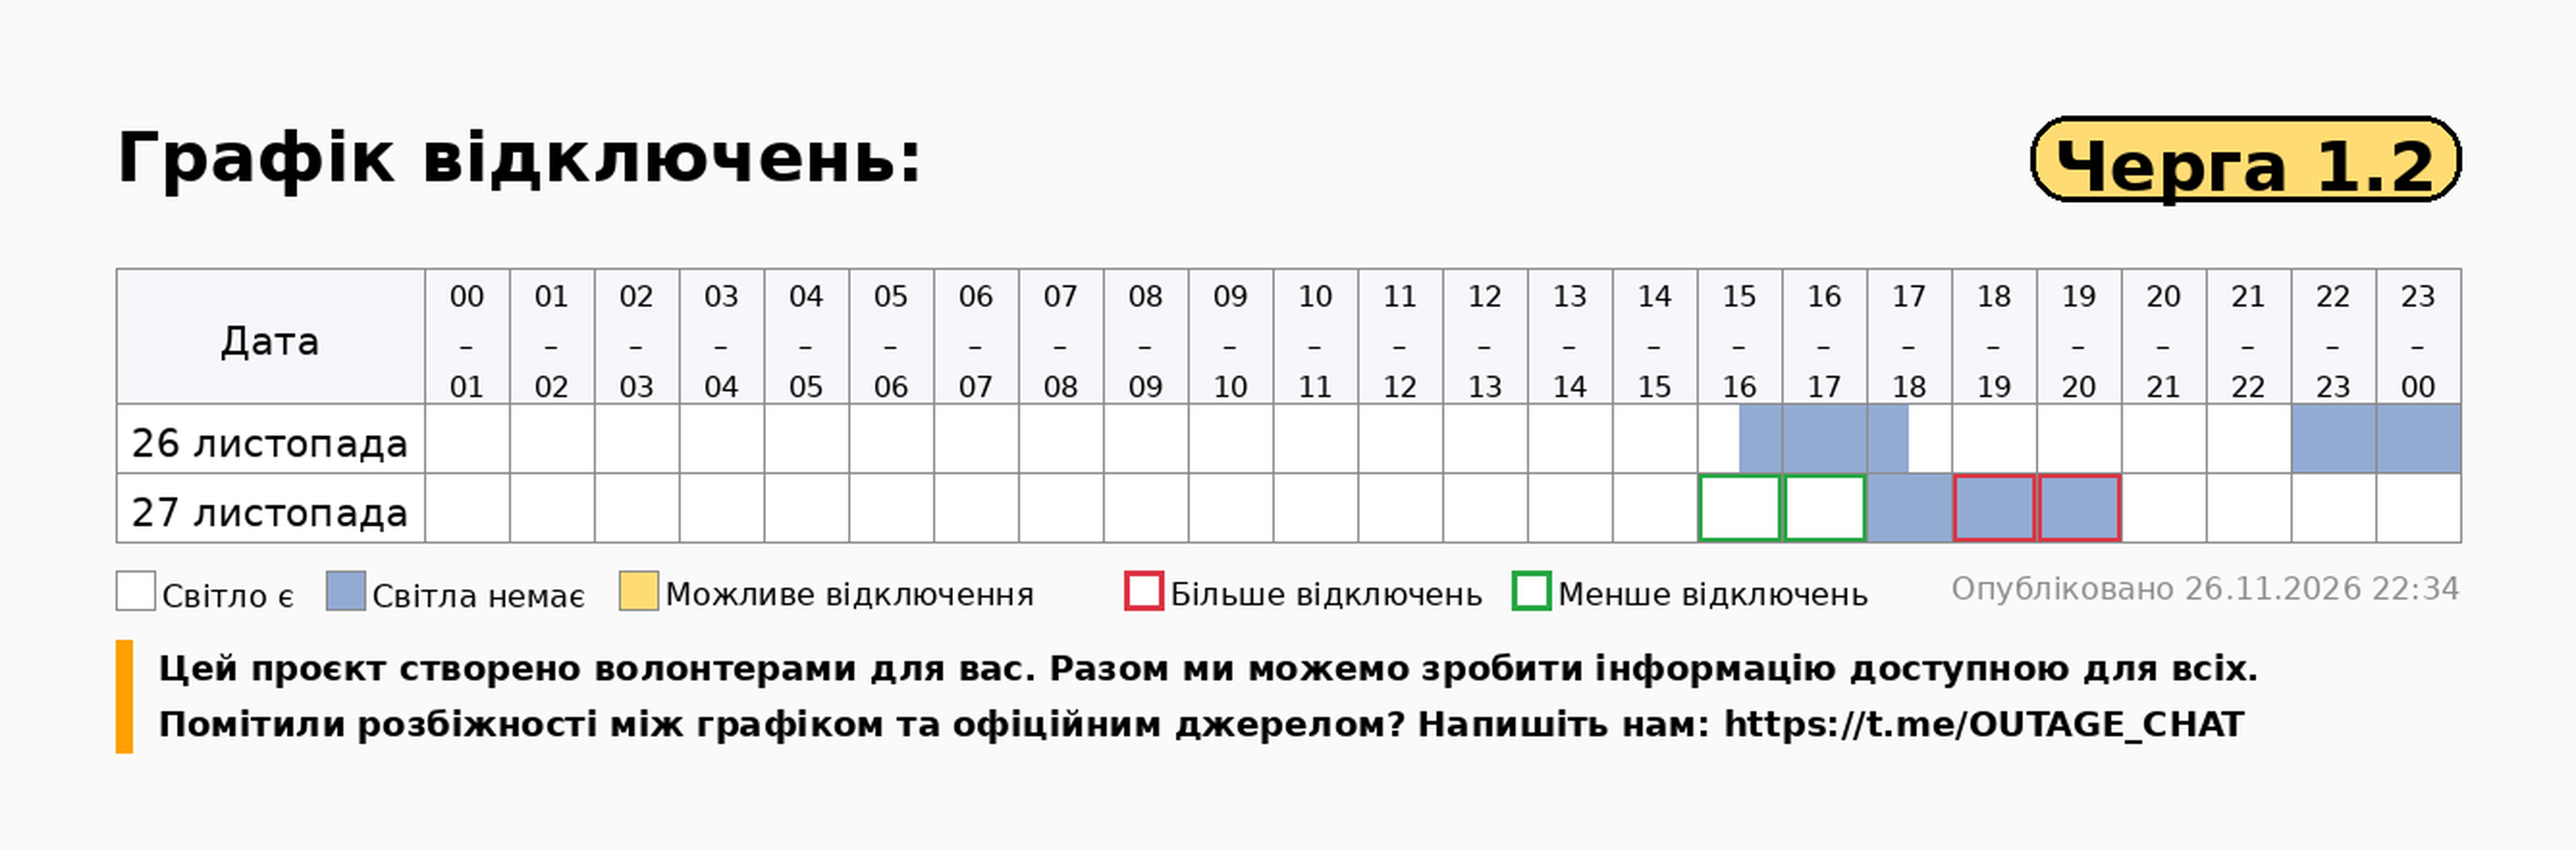 Графік відключень:
Черга 1.2
Дата
00 – 01
01 – 02
02 – 03
03 – 04
04 – 05
05 – 06
06 – 07
07 – 08
08 – 09
09 – 10
10 – 11
11 – 12
12 – 13
13 – 14
14 – 15
15 – 16
16 – 17
17 – 18
18 – 19
19 – 20
20 – 21
21 – 22
22 – 23
23 – 00
26 листопада
27 листопада
Світло є
Світла немає
Можливе відключення
Більше відключень
Менше відключень
Опубліковано 26.11.2026 22:34
Цей проєкт створено волонтерами для вас. Разом ми можемо зробити інформацію доступною для всіх.
Помітили розбіжності між графіком та офіційним джерелом? Напишіть нам: https://t.me/OUTAGE_CHAT